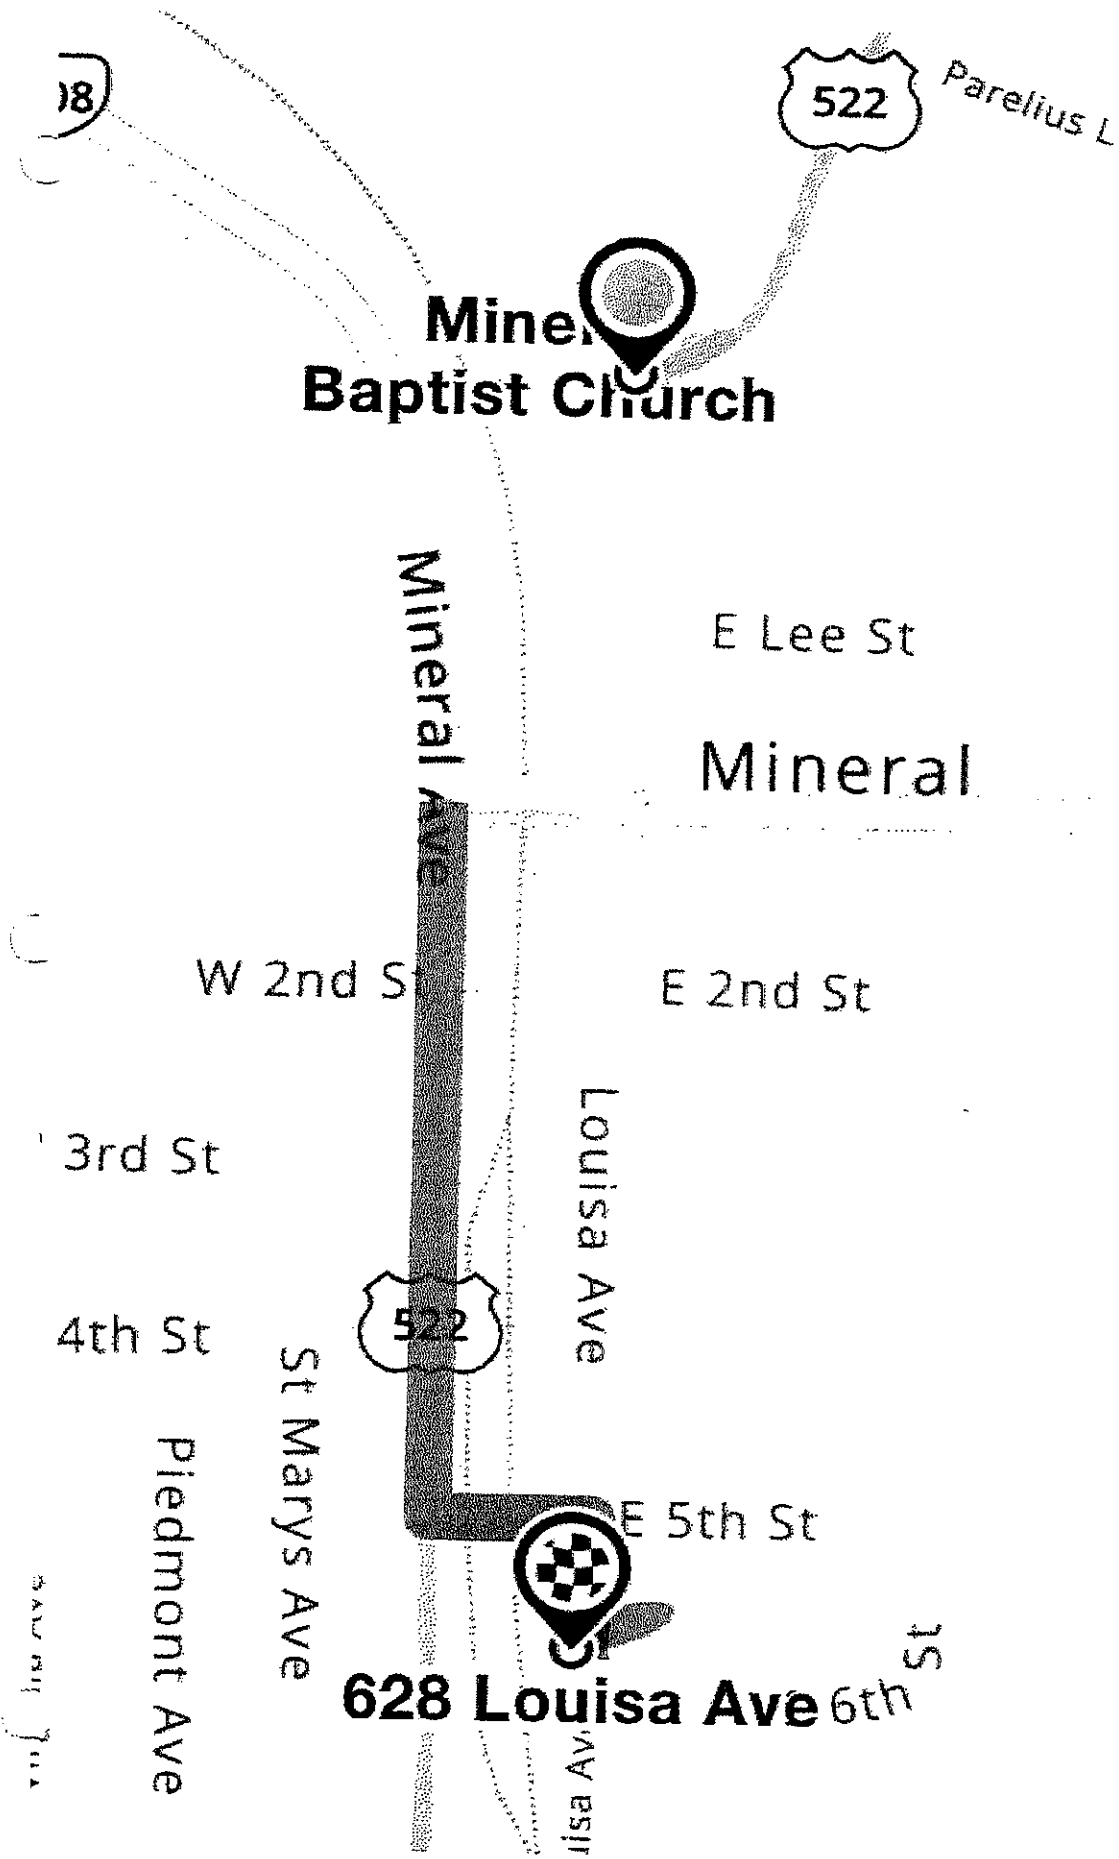 522
Parelius L
Baptist Church
Mineral Ave
E Lee St
Mineral
W 2nd St
E 2nd St
3rd St
Louisa Ave
4th St
522
St Marys Ave
Piedmont Ave
E 5th St
628 Louisa Ave
6th St